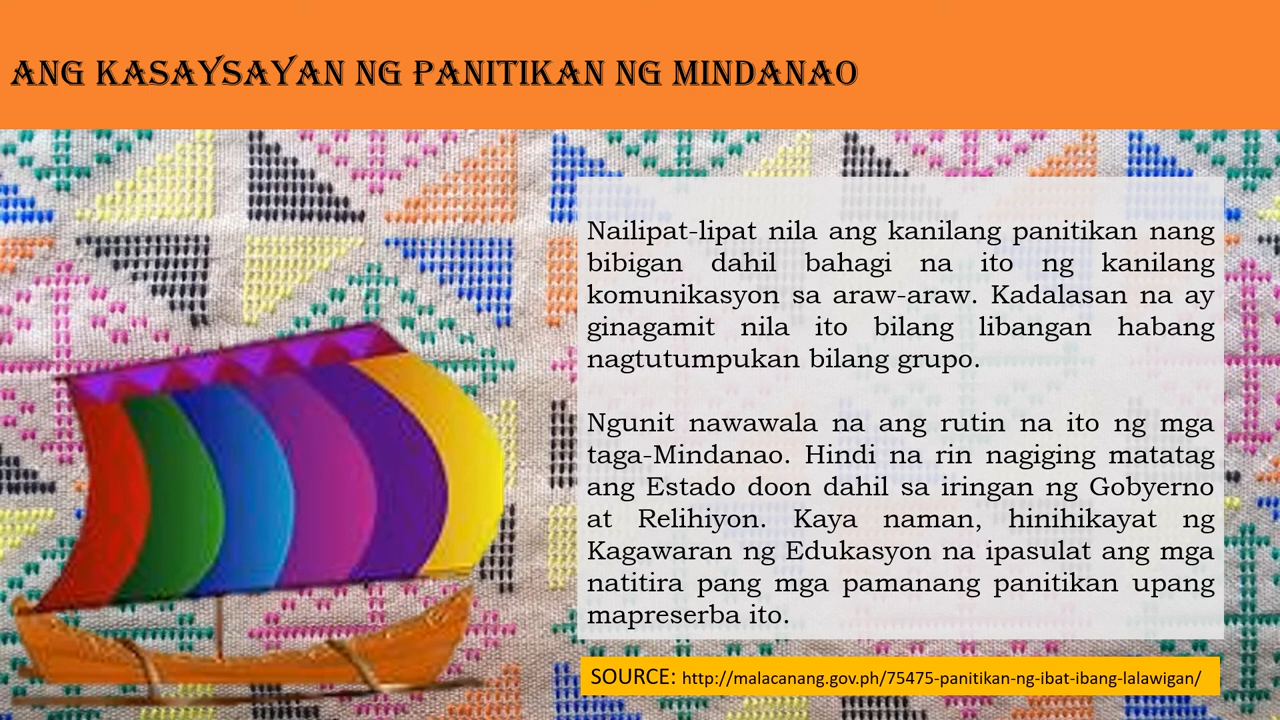 ANG KASAYSAYAN NG PANITIKAN NG MINDANAO
Nailipat-lipat nila ang kanilang panitikan nang
bibigan dahil bahagi na ito ng kanilang
komunikasyon sa araw-araw. Kadalasan na ay
ginagamit nila ito bilang libangan habang
nagtutumpukan bilang grupo.
Ngunit nawawala na ang rutin na ito ng mga
taga-Mindanao. Hindi na rin nagiging matatag
ang Estado doon dahil sa iringan ng Gobyerno
at Relihiyon. Kaya naman, hinihikayat ng
Kagawaran ng Edukasyon na ipasulat ang mga
natitira pang mga pamanang panitikan upang
mapreserba ito.
SOURCE: http://malacanang.gov.ph/75475-panitikan-ng-ibat-ibang-lalawigan/